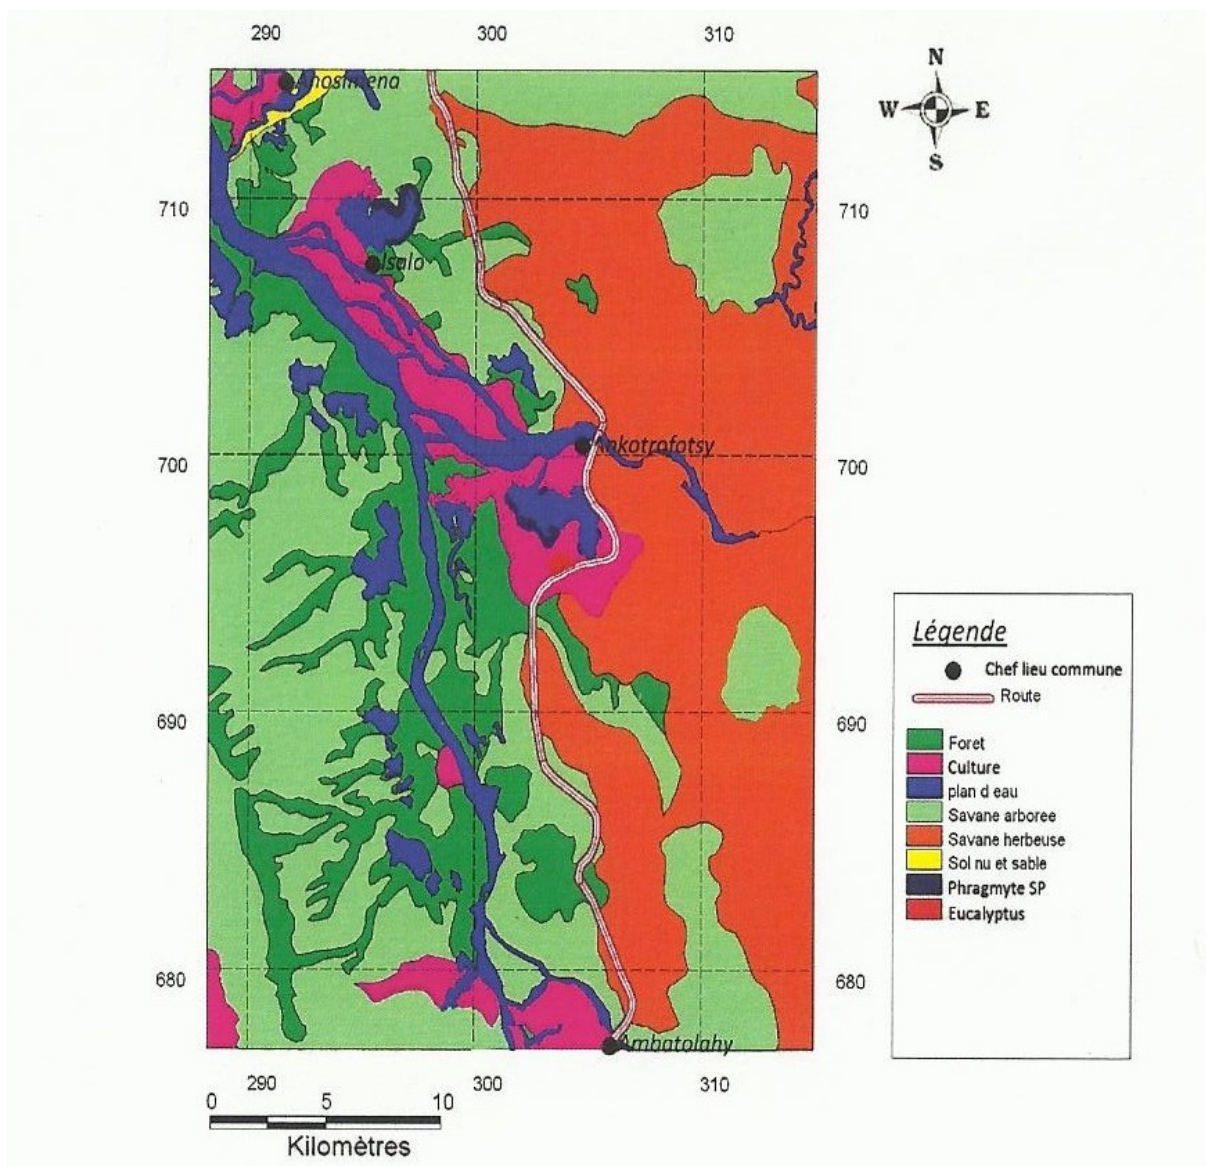 290 300 310
N
W E
S
Anosimena
710 710
Isalo
Ankotrofotsy
700 700
Légende
Chef lieu commune
Route
690 690
Foret
Culture
plan d eau
Savane arboree
Savane herbeuse
Sol nu et sable
Phragmyte SP
Eucalyptus
680 680
Ambatolahy
290 300 310
0 5 10
Kilomètres